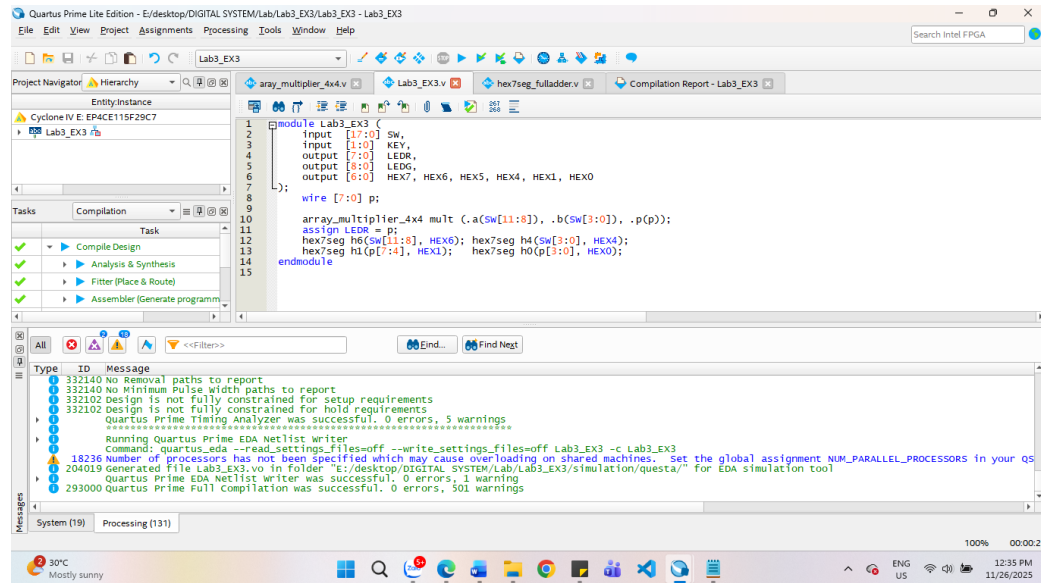 Quartus Prime Lite Edition - E:/desktop/DIGITAL SYSTEM/Lab/Lab3_EX3/Lab3_EX3 - Lab3_EX3
File Edit View Project Assignments Processing Tools Window Help
Search Intel FPGA
Lab3_EX3
Project Navigator Hierarchy
Entity:Instance
Cyclone IV E: EP4CE115F29C7
Lab3_EX3
Tasks Compilation
Task
Compile Design
Analysis & Synthesis
Fitter (Place & Route)
Assembler (Generate programm
aray_multiplier_4x4.v Lab3_EX3.v hex7seg_fulladder.v Compilation Report - Lab3_EX3
267
268
1 module Lab3_EX3 (
2 input [17:0] SW,
3 input [1:0] KEY,
4 output [7:0] LEDR,
5 output [8:0] LEDG,
6 output [6:0] HEX7, HEX6, HEX5, HEX4, HEX1, HEX0
7 );
8 wire [7:0] p;
9
10 array_multiplier_4x4 mult (.a(SW[11:8]), .b(SW[3:0]), .p(p));
11 assign LEDR = p;
12 hex7seg h6(SW[11:8], HEX6); hex7seg h4(SW[3:0], HEX4);
13 hex7seg h1(p[7:4], HEX1); hex7seg h0(p[3:0], HEX0);
14 endmodule
15
All <<Filter>> Find... Find Next
Type ID Message
332140 No Removal paths to report
332140 No Minimum Pulse Width paths to report
332102 Design is not fully constrained for setup requirements
332102 Design is not fully constrained for hold requirements
Quartus Prime Timing Analyzer was successful. 0 errors, 5 warnings
Running Quartus Prime EDA Netlist Writer
Command: quartus_eda --read_settings_files=off --write_settings_files=off Lab3_EX3 -c Lab3_EX3
18236 Number of processors has not been specified which may cause overloading on shared machines. Set the global assignment NUM_PARALLEL_PROCESSORS in your QS
204019 Generated file Lab3_EX3.vo in folder "E:/desktop/DIGITAL SYSTEM/Lab/Lab3_EX3/simulation/questa/" for EDA simulation tool
Quartus Prime EDA Netlist Writer was successful. 0 errors, 1 warning
293000 Quartus Prime Full Compilation was successful. 0 errors, 501 warnings
Messages
System (19) Processing (131)
100% 00:00:2
2
30°C
Mostly sunny
Zalo
5+
ENG
US
12:35 PM
11/26/2025